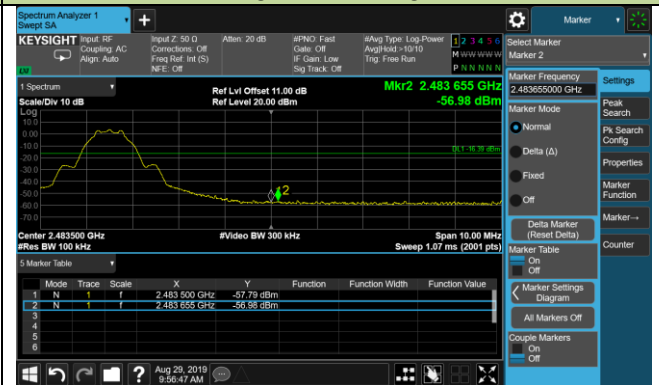 Spectrum Analyzer 1
Swept SA
+
Marker
KEYSIGHT
Input: RF
Coupling: AC
Align: Auto
Input Z: 50 Ω
Corrections: Off
Freq Ref: Int (S)
NFE: Off
Atten: 20 dB
#PNO: Fast
Gate: Off
IF Gain: Low
Sig Track: Off
#Avg Type: Log-Power
Avg|Hold:>10/10
Trig: Free Run
1 2 3 4 5 6
M W W W W W
P N N N N N
Select Marker
Marker 2
1 Spectrum
Scale/Div 10 dB
Ref Lvl Offset 11.00 dB
Ref Level 20.00 dBm
Mkr2 2.483 655 GHz
-56.98 dBm
Log
10.0
0.00
-10.0
-20.0
-30.0
-40.0
-50.0
-60.0
-70.0
2
Center 2.483500 GHz
#Res BW 100 kHz
#Video BW 300 kHz
Span 10.00 MHz
Sweep 1.07 ms (2001 pts)
Marker Frequency
2.483655000 GHz
Marker Mode
Normal
Delta (Δ)
Fixed
Off
Delta Marker
(Reset Delta)
Marker Table
On
Off
Marker Settings
Diagram
All Markers Off
Couple Markers
On
Off
Settings
Peak
Search
Pk Search
Config
Properties
Marker
Function
Marker→
Counter
5 Marker Table
Mode Trace Scale X Y Function Function Width Function Value
1 N 1 f 2.483 500 GHz -57.79 dBm
2 N 1 f 2.483 655 GHz -56.98 dBm
3
4
5
6
?
Aug 29, 2019
9:56:47 AM